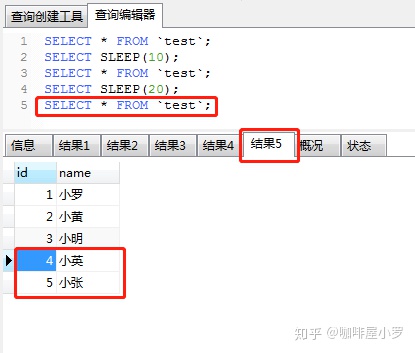 查询创建工具 查询编辑器
1 SELECT * FROM `test`;
2 SELECT SLEEP(10);
3 SELECT * FROM `test`;
4 SELECT SLEEP(20);
5 SELECT * FROM `test`;
信息 结果1 结果2 结果3 结果4 结果5 概况 状态
id name
1 小罗
2 小黄
3 小明
4 小英
5 小张
知乎 @咖啡屋小罗